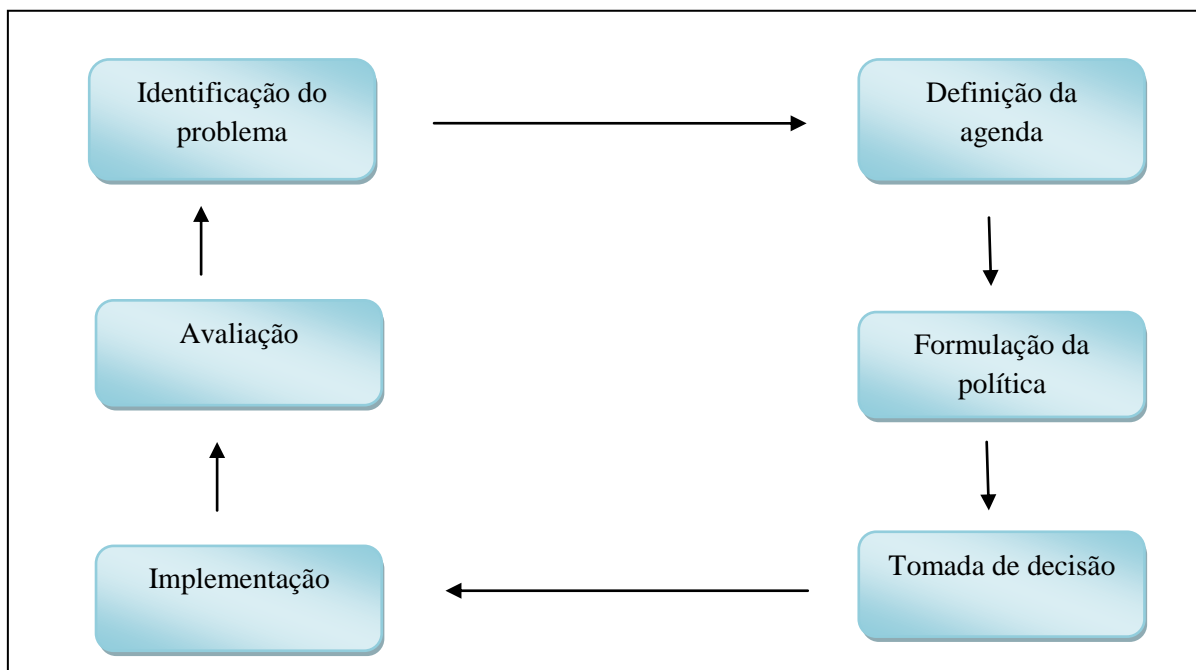 Identificação do
problema
Definição da
agenda
Avaliação
Formulação da
política
Implementação
Tomada de decisão